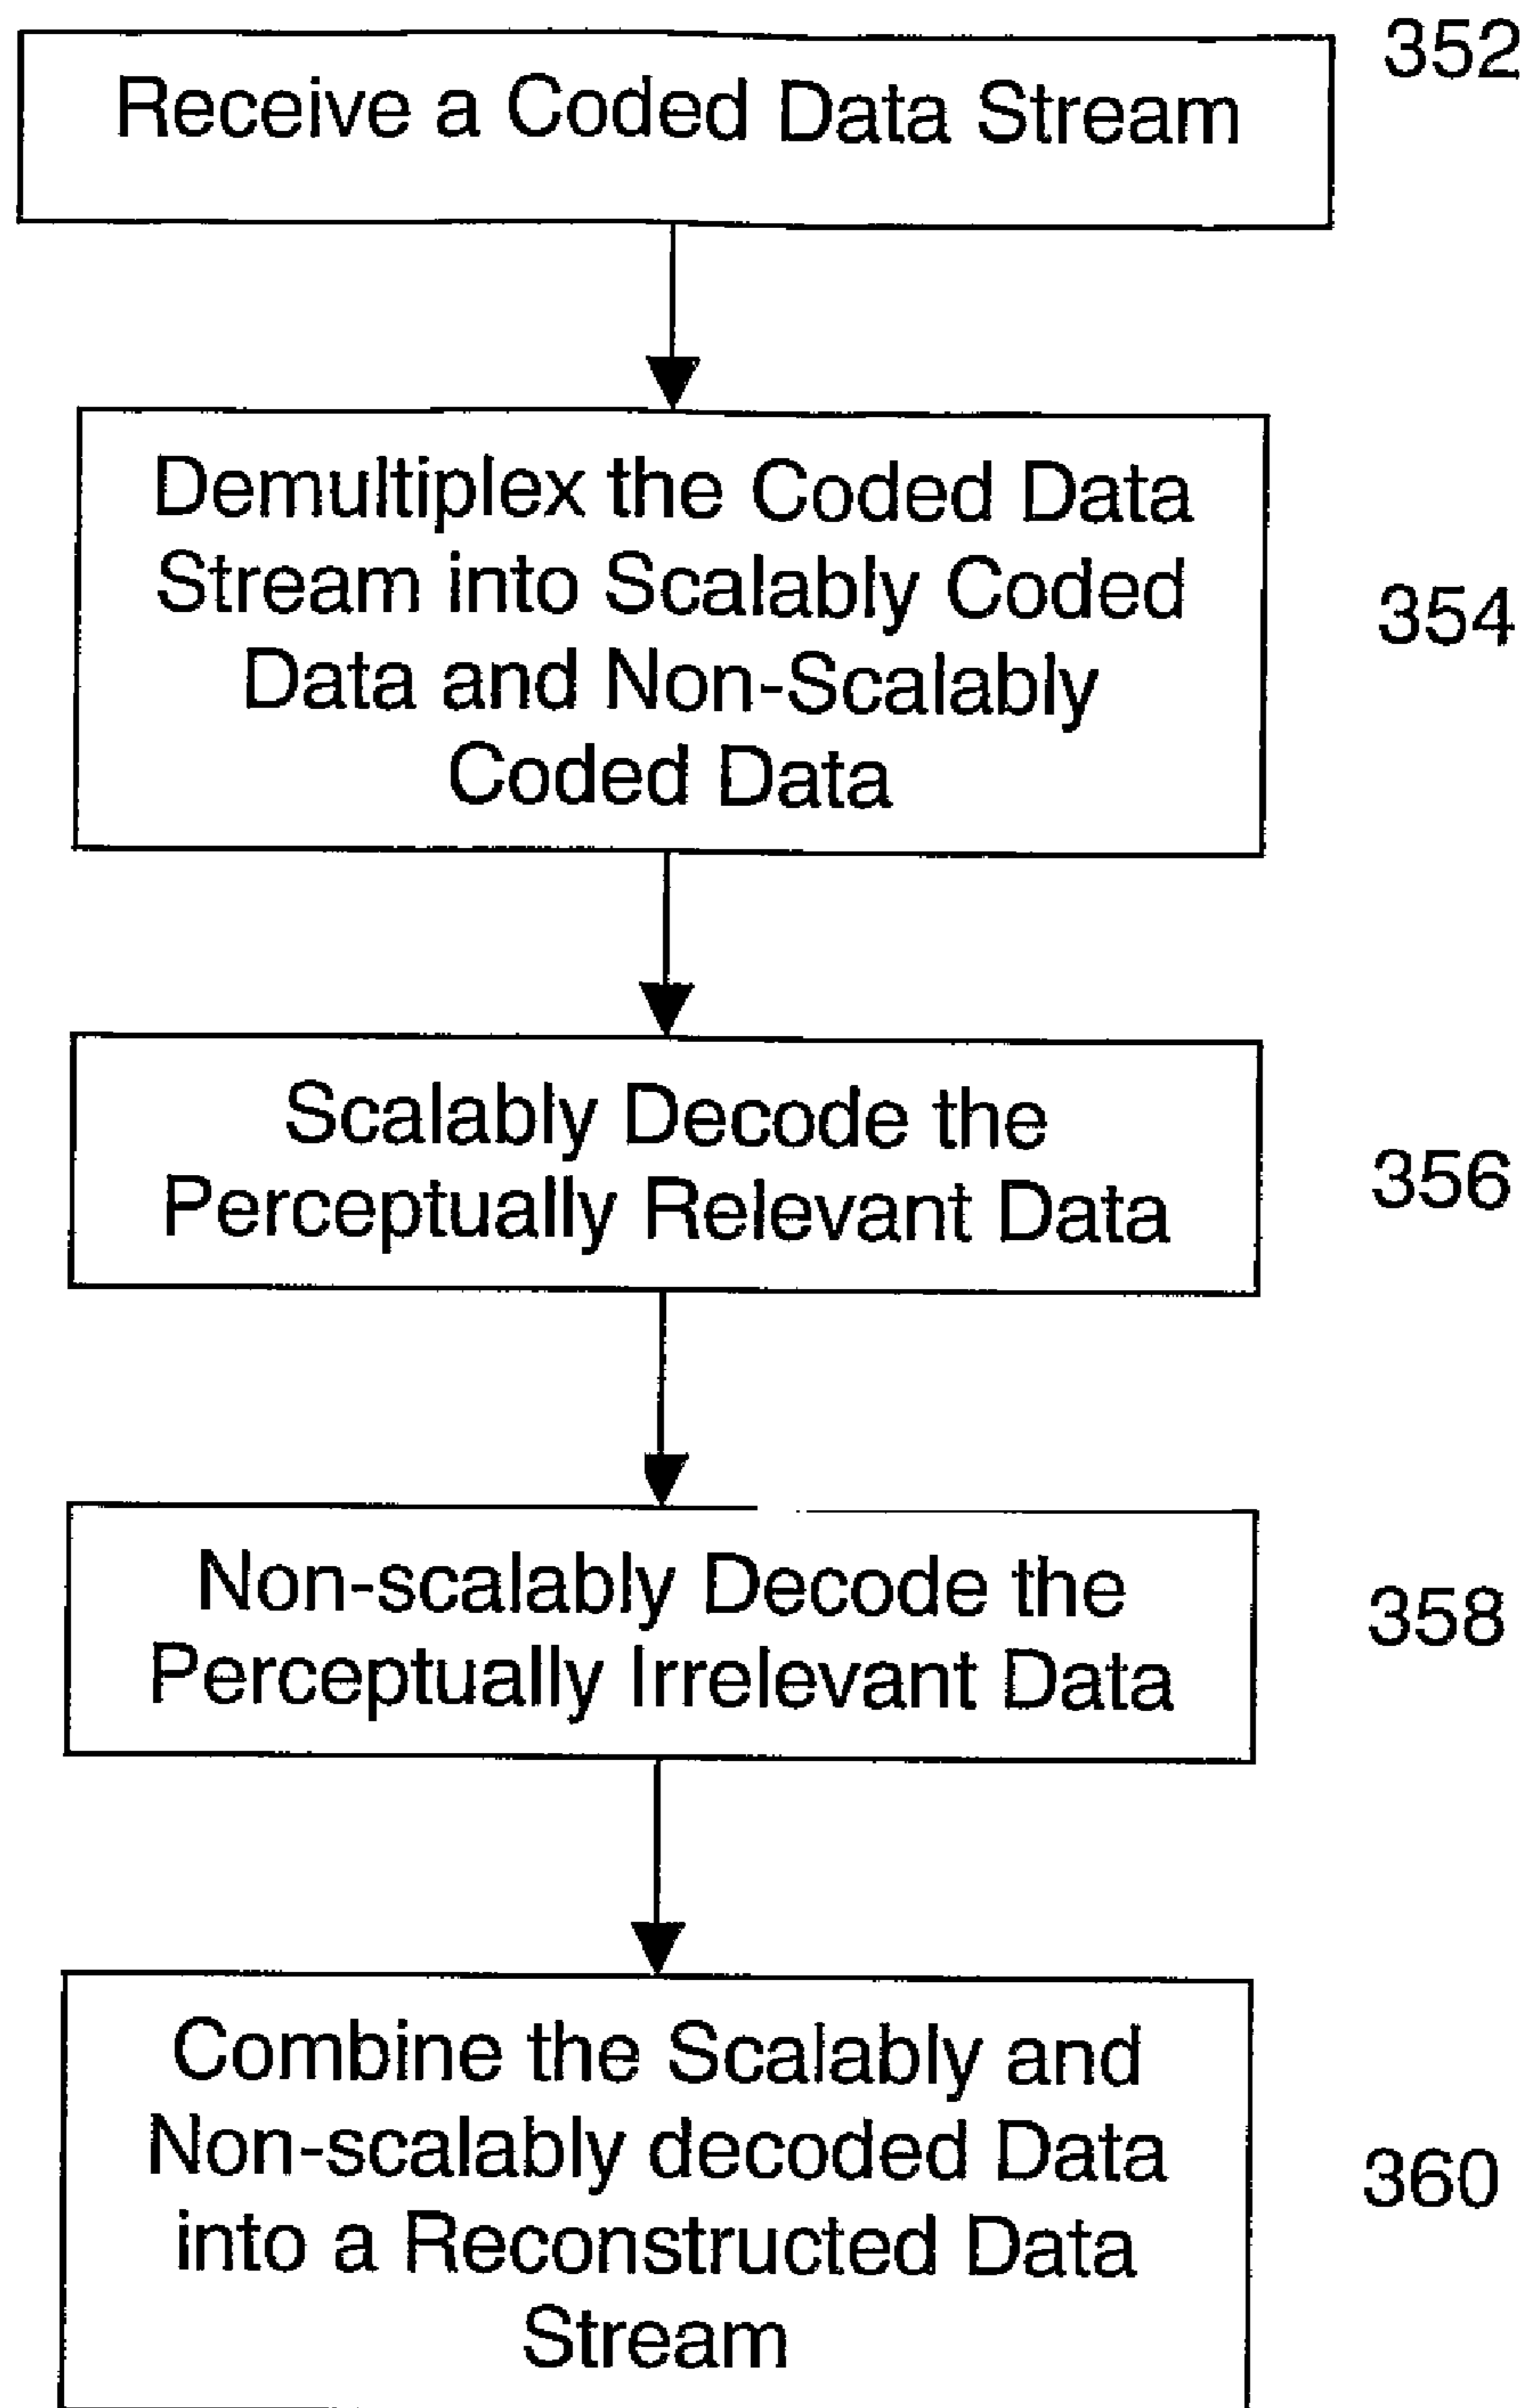 Receive a Coded Data Stream
352
Demultiplex the Coded Data
Stream into Scalably Coded
Data and Non-Scalably
Coded Data
354
Scalably Decode the
Perceptually Relevant Data
356
Non-scalably Decode the
Perceptually Irrelevant Data
358
Combine the Scalably and
Non-scalably decoded Data
into a Reconstructed Data
Stream
360